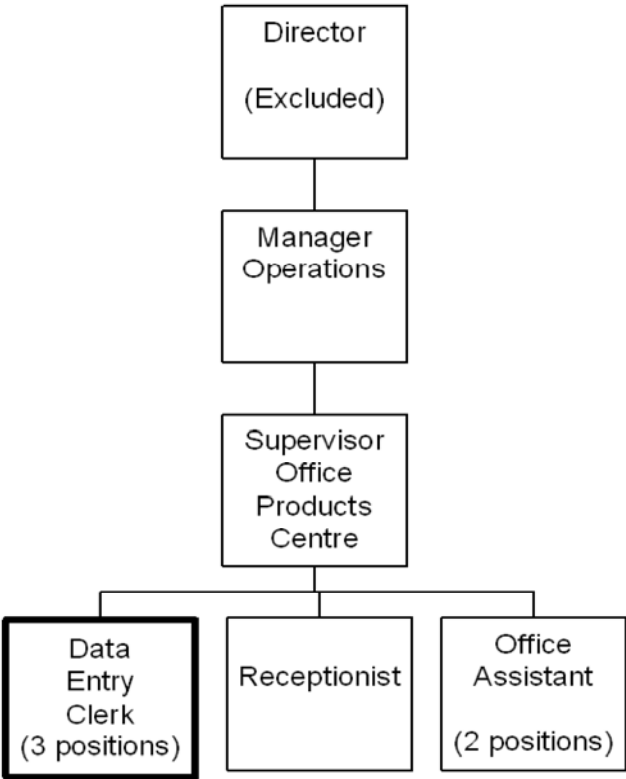 Director
(Excluded)
Manager
Operations
Supervisor
Office
Products
Centre
Data
Entry
Clerk
(3 positions)
Receptionist
Office
Assistant
(2 positions)